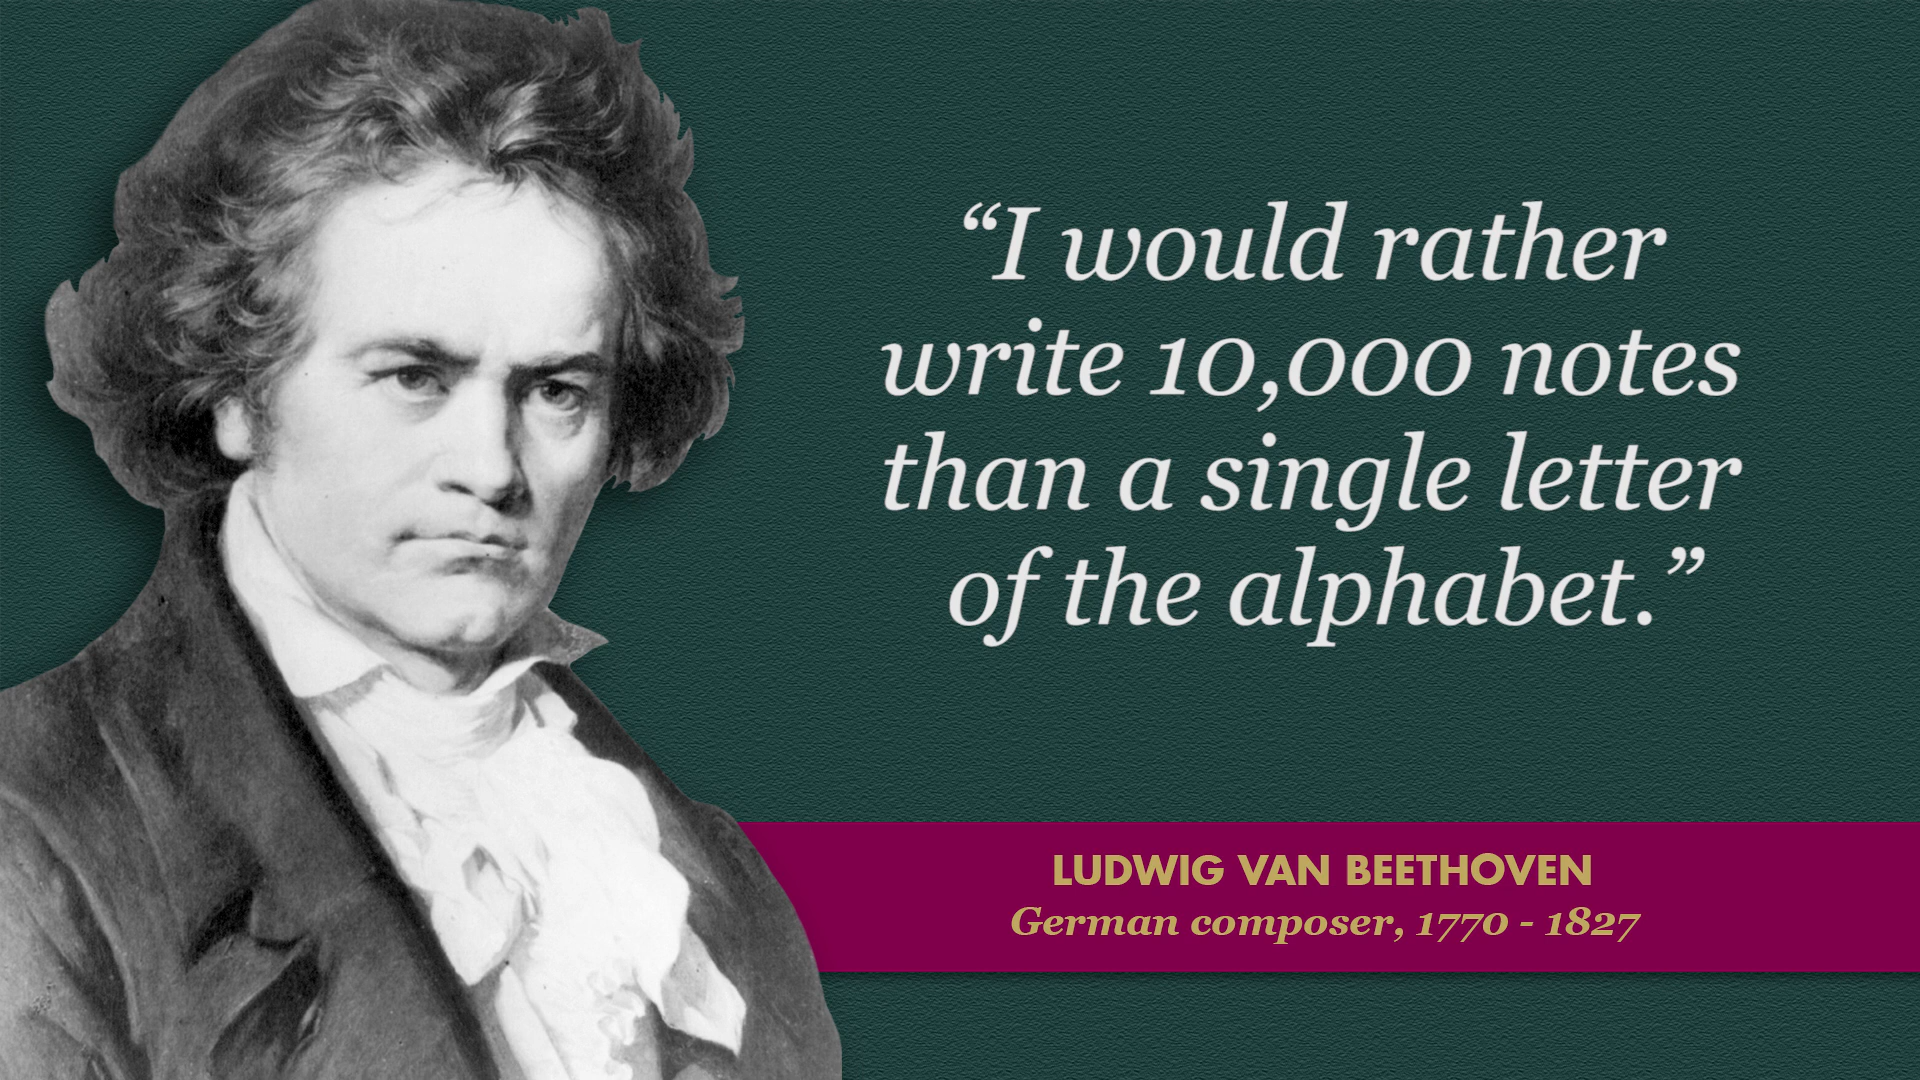 “I would rather
write 10,000 notes
than a single letter
of the alphabet.”
LUDWIG VAN BEETHOVEN
German composer, 1770 - 1827